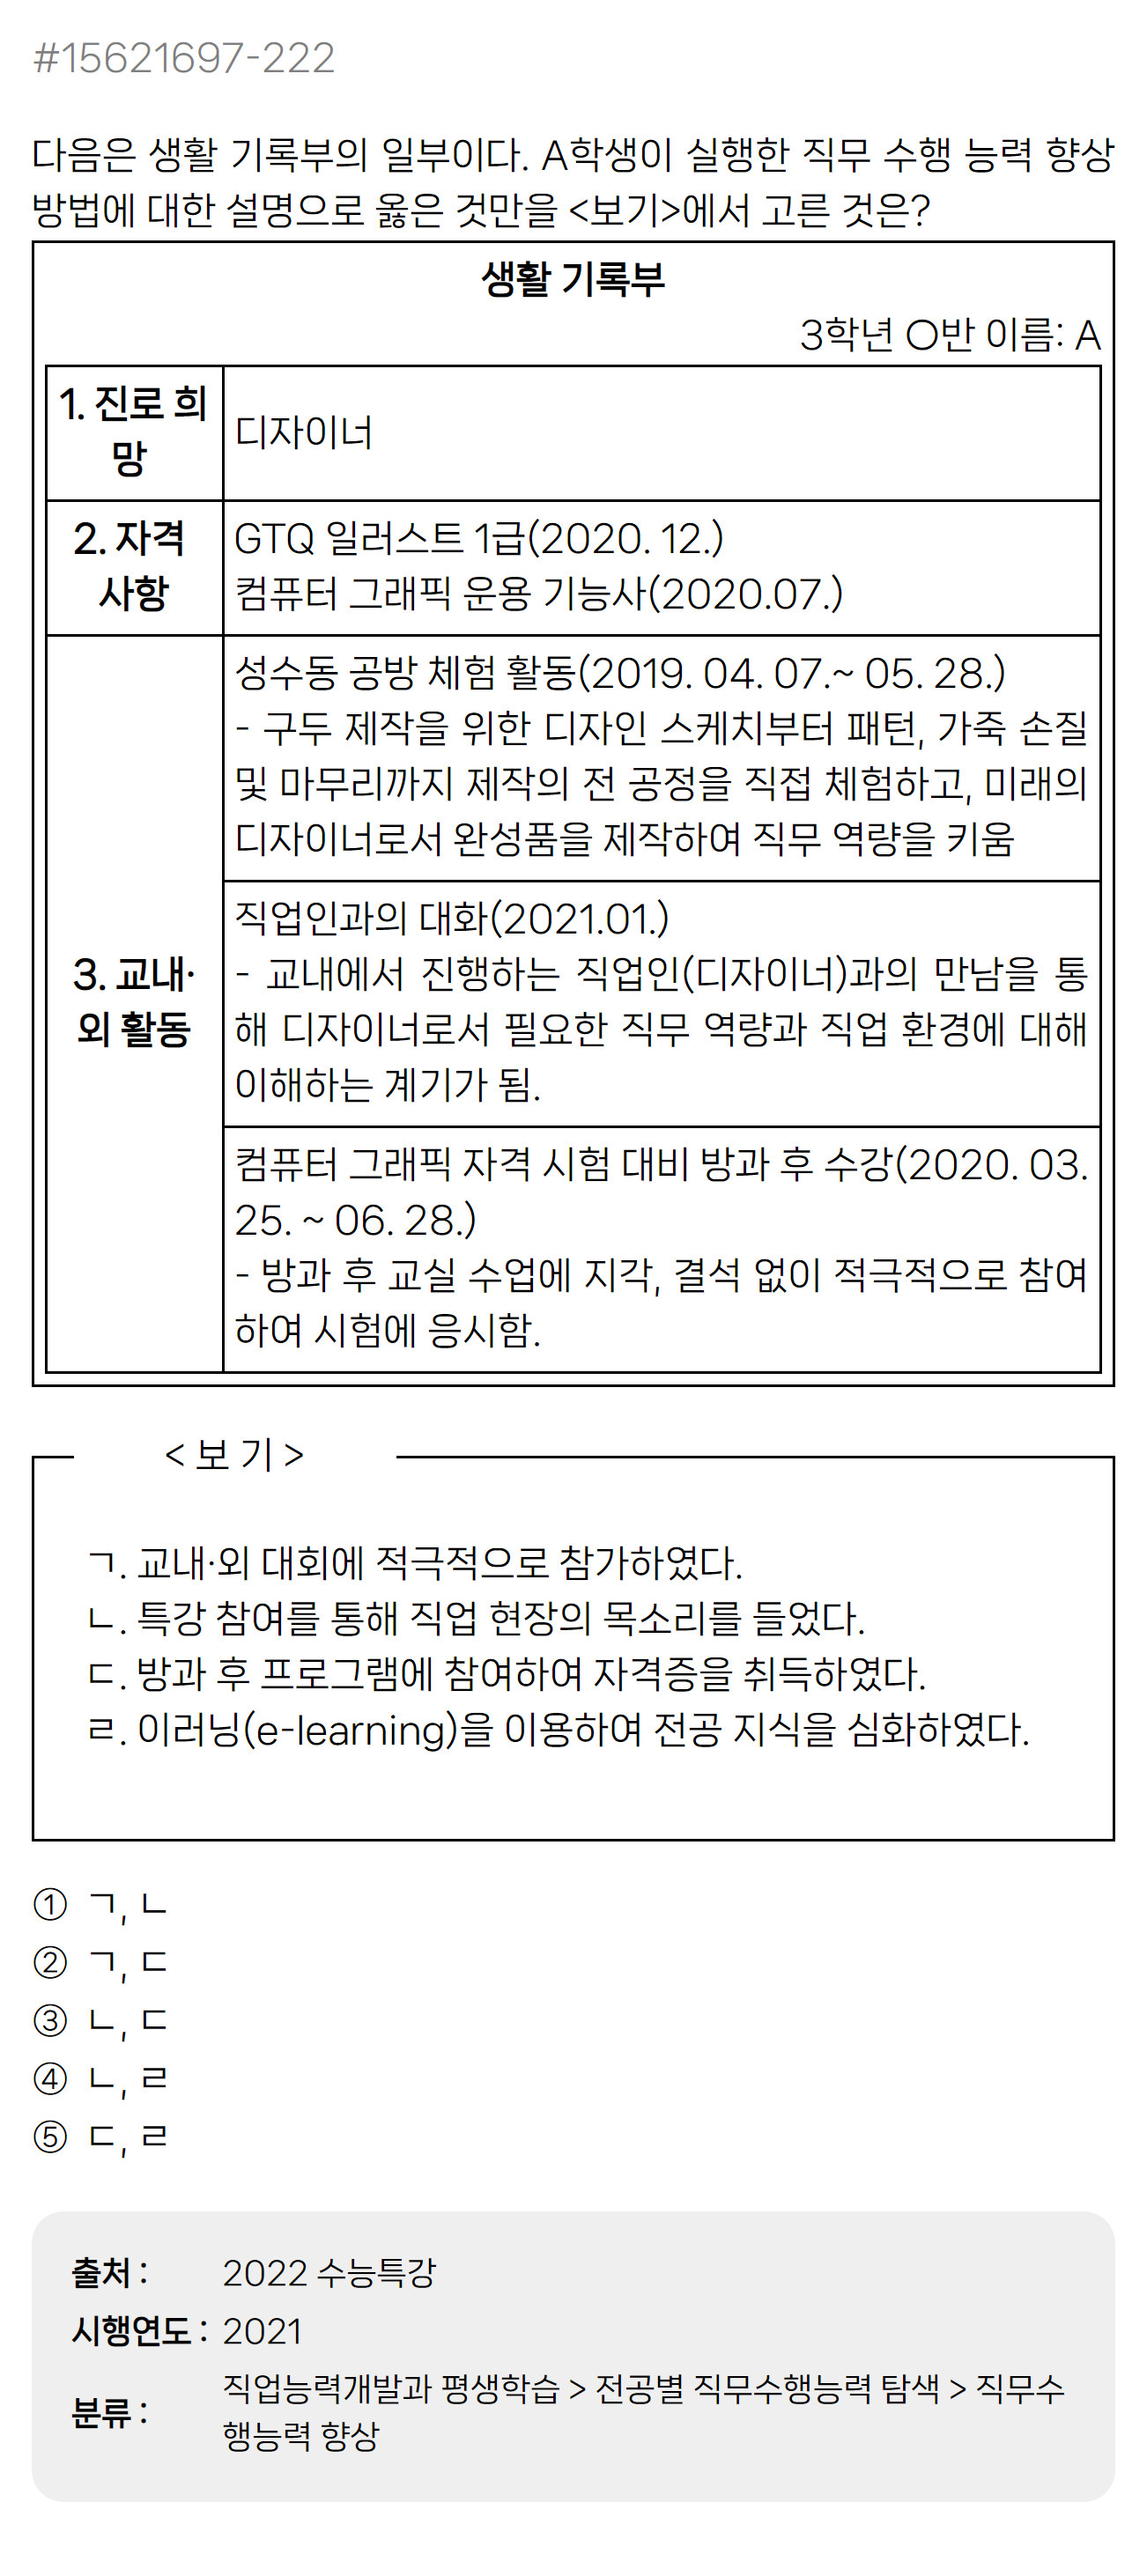 #15621697-222
다음은 생활 기록부의 일부이다. A학생이 실행한 직무 수행 능력 향상
방법에 대한 설명으로 옳은 것만을 <보기>에서 고른 것은?
생활 기록부
3학년 ○반 이름: A
1. 진로 희
망
디자이너
2. 자격
사항
GTQ 일러스트 1급(2020. 12.)
컴퓨터 그래픽 운용 기능사(2020.07.)
3. 교내·
외 활동
성수동 공방 체험 활동(2019. 04. 07.~ 05. 28.)
- 구두 제작을 위한 디자인 스케치부터 패턴, 가죽 손질
및 마무리까지 제작의 전 공정을 직접 체험하고, 미래의
디자이너로서 완성품을 제작하여 직무 역량을 키움
직업인과의 대화(2021.01.)
- 교내에서 진행하는 직업인(디자이너)과의 만남을 통
해 디자이너로서 필요한 직무 역량과 직업 환경에 대해
이해하는 계기가 됨.
컴퓨터 그래픽 자격 시험 대비 방과 후 수강(2020. 03.
25. ~ 06. 28.)
- 방과 후 교실 수업에 지각, 결석 없이 적극적으로 참여
하여 시험에 응시함.
< 보 기 >
ㄱ. 교내·외 대회에 적극적으로 참가하였다.
ㄴ. 특강 참여를 통해 직업 현장의 목소리를 들었다.
ㄷ. 방과 후 프로그램에 참여하여 자격증을 취득하였다.
ㄹ. 이러닝(e-learning)을 이용하여 전공 지식을 심화하였다.
① ㄱ, ㄴ
② ㄱ, ㄷ
③ ㄴ, ㄷ
④ ㄴ, ㄹ
⑤ ㄷ, ㄹ
출처 : 2022 수능특강
시행연도 : 2021
분류 : 직업능력개발과 평생학습 > 전공별 직무수행능력 탐색 > 직무수
행능력 향상